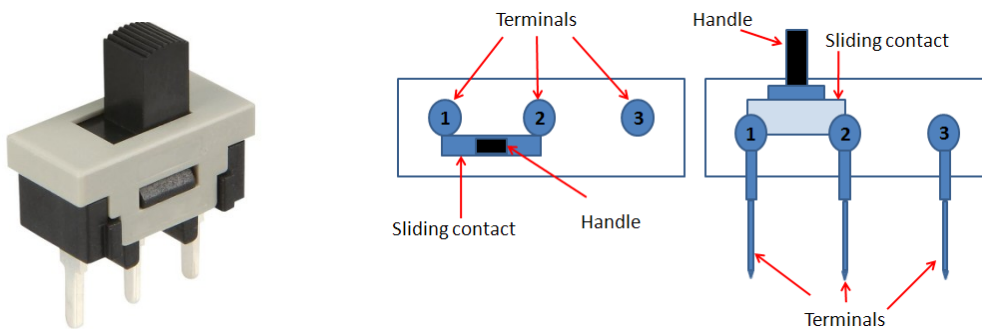 Terminals
1
2
3
Sliding contact
Handle
Handle
Sliding contact
1
2
3
Terminals